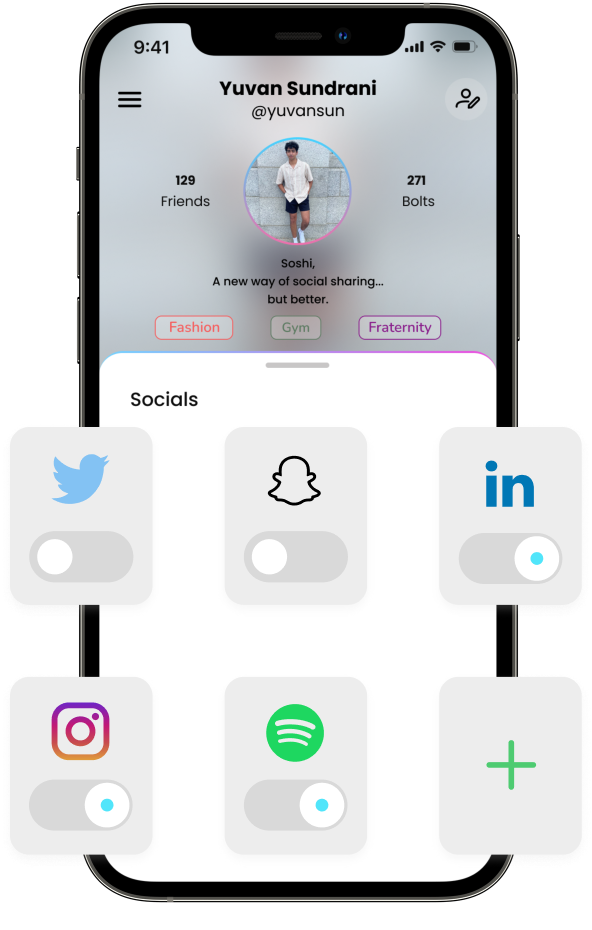 9:41
Yuvan Sundrani
@yuvansun
129
Friends
271
Bolts
Soshi,
A new way of social sharing...
but better.
Fashion
Gym
Fraternity
Socials
in